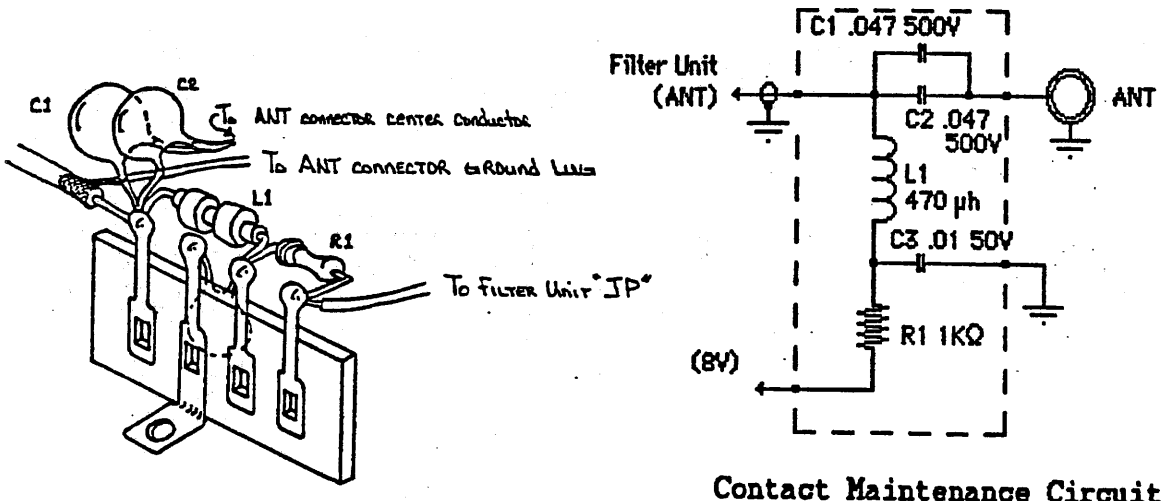 C1
C2
To ANT CONNECTOR CENTER CONDUCTOR
To ANT CONNECTOR GROUND LUG
L1
R1
To FILTER UNIT "JP"
C1 .047 500V
Filter Unit
(ANT)
ANT
C2 .047
500V
L1
470 µh
C3 .01 50V
R1 1KΩ
(8V)
Contact Maintenance Circuit